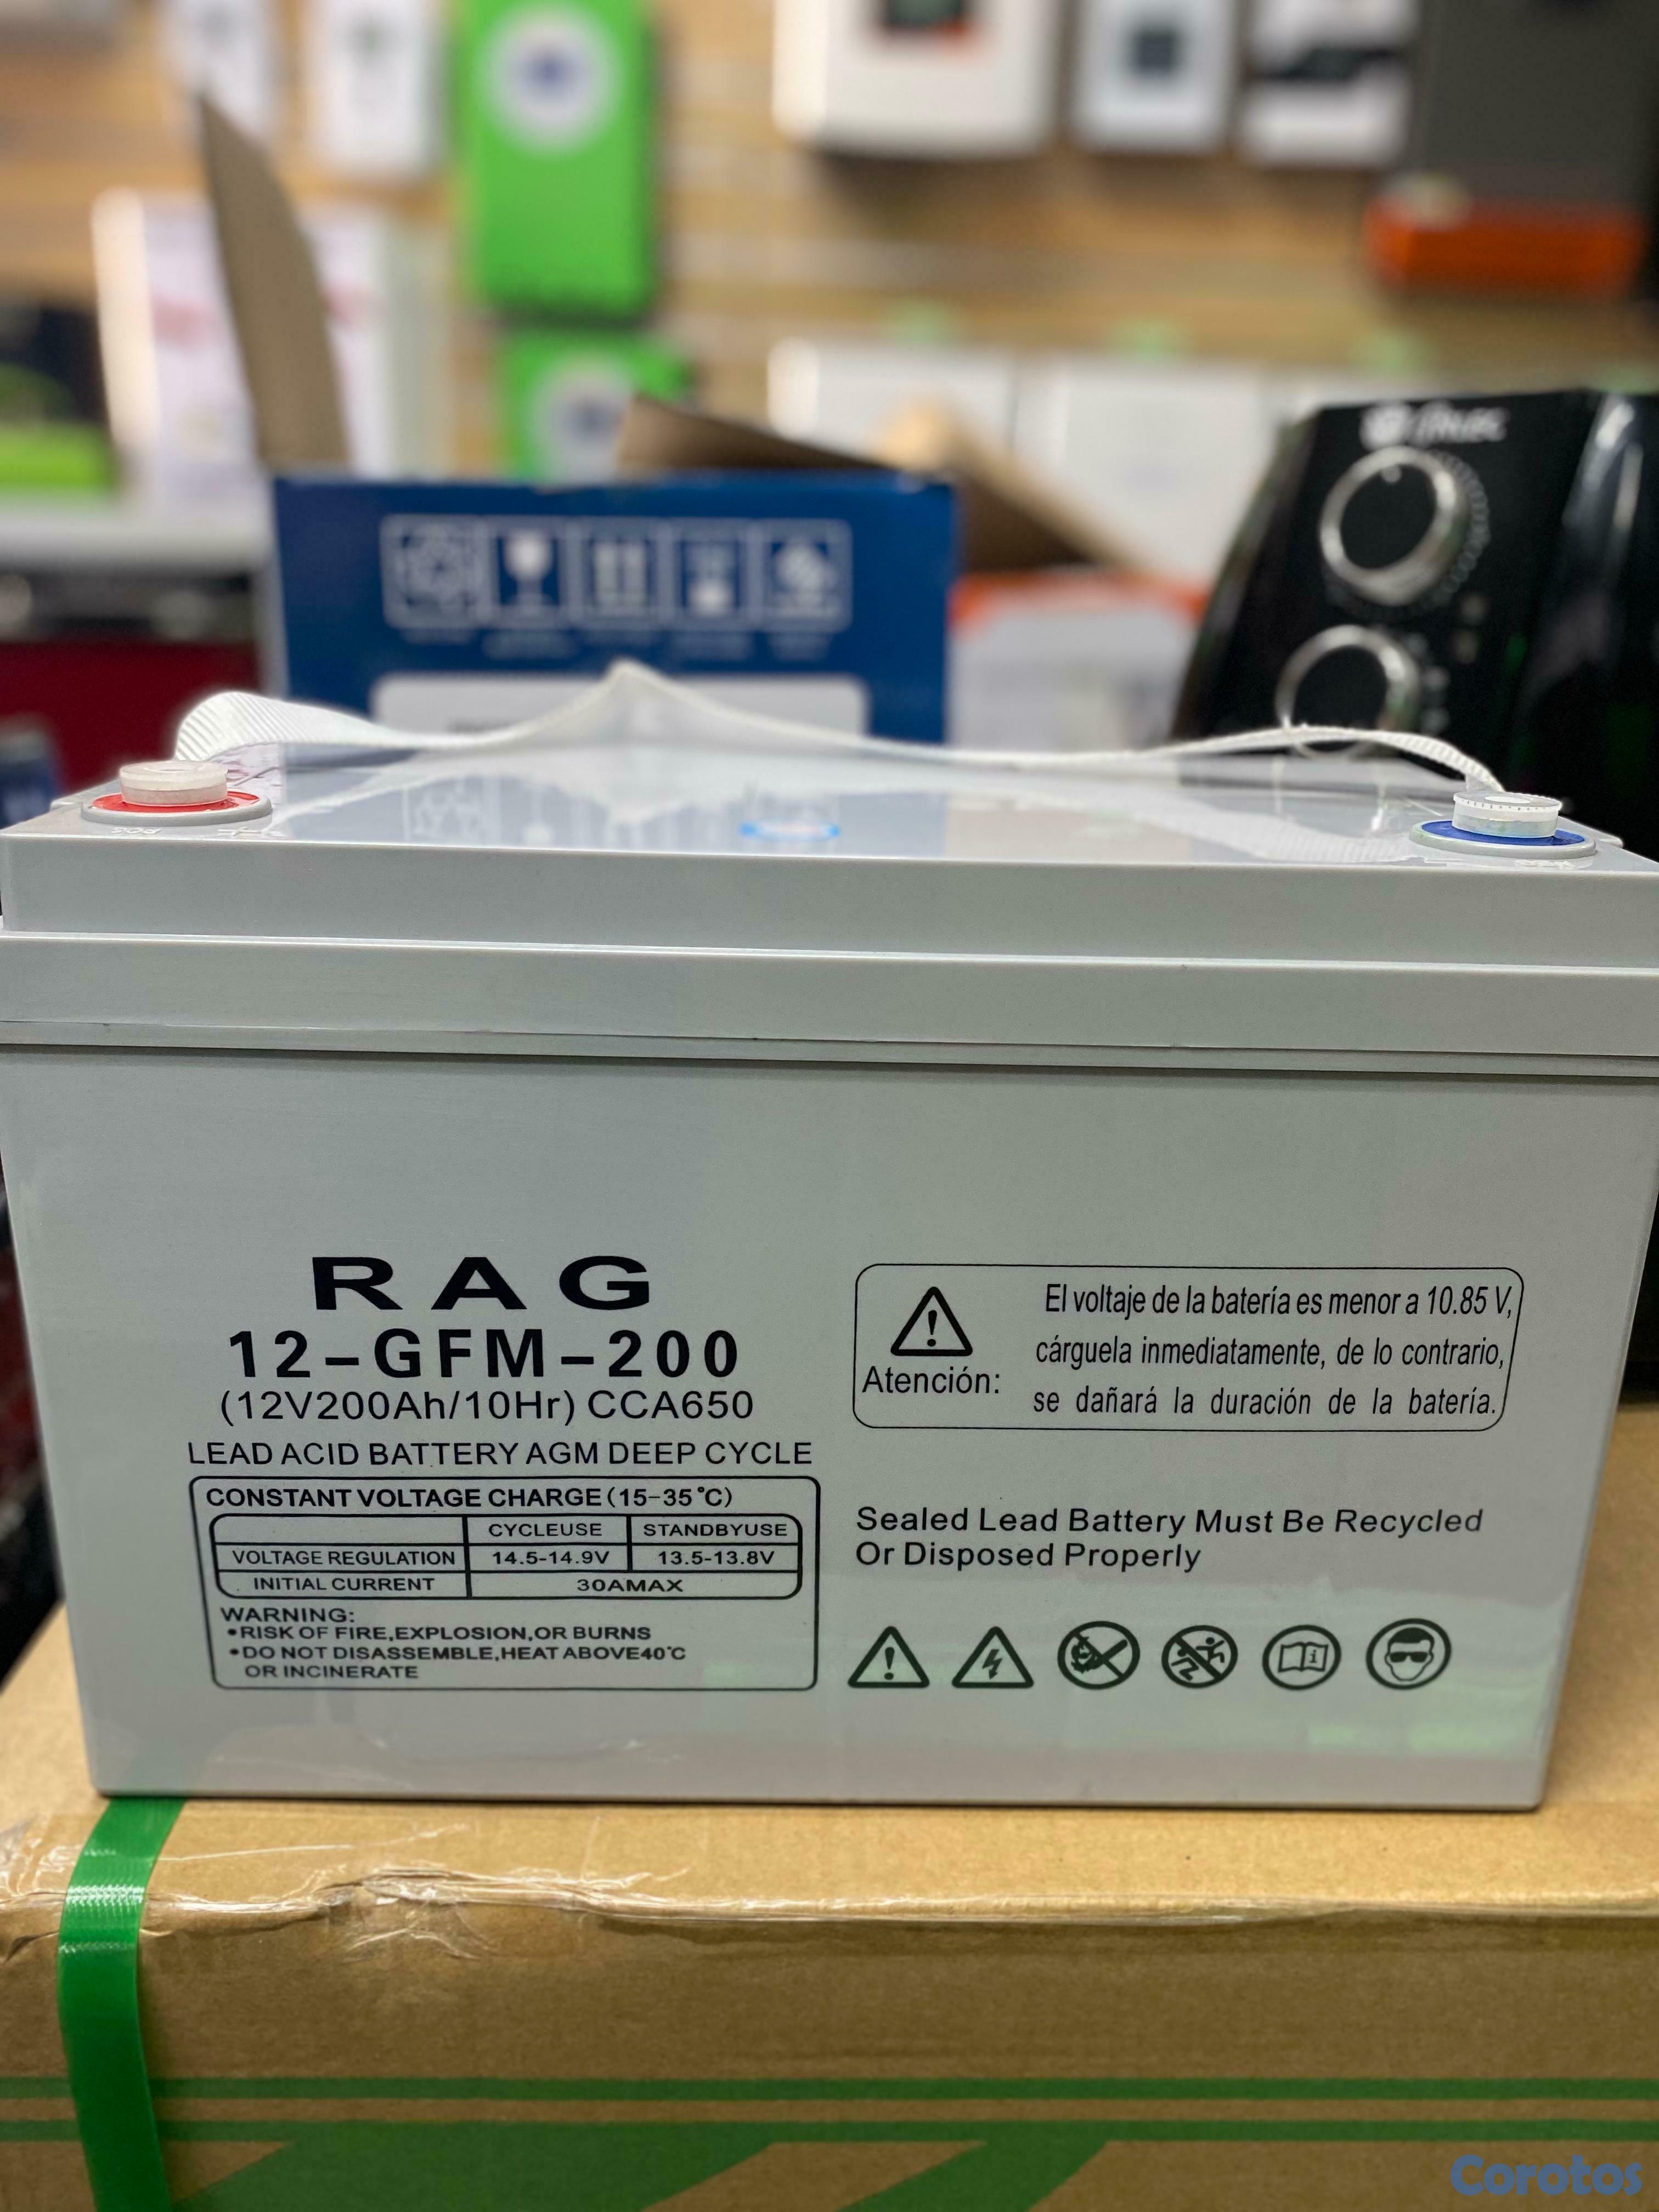 RAG
12-GFM-200
(12V200Ah/10Hr) CCA650
LEAD ACID BATTERY AGM DEEP CYCLE
CONSTANT VOLTAGE CHARGE (15-35°C)
CYCLEUSE STANDBYUSE
VOLTAGE REGULATION 14.5-14.9V 13.5-13.8V
INITIAL CURRENT 30AMAX
WARNING:
•RISK OF FIRE,EXPLOSION,OR BURNS
•DO NOT DISASSEMBLE,HEAT ABOVE40°C
OR INCINERATE
El voltaje de la batería es menor a 10.85 V,
cárguela inmediatamente, de lo contrario,
se dañará la duración de la batería.
Atención:
Sealed Lead Battery Must Be Recycled
Or Disposed Properly
Corotos